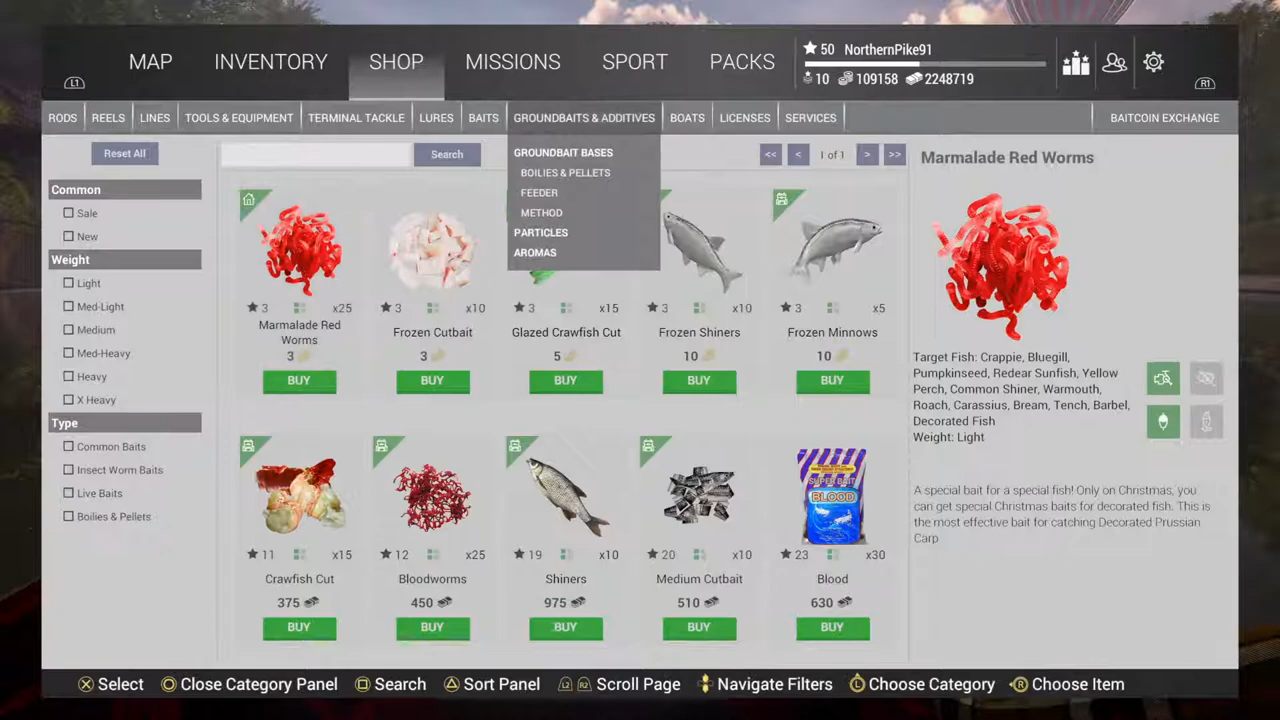 MAP INVENTORY SHOP MISSIONS SPORT PACKS
50 NorthernPike91
10 109158 2248719
L1
R1
RODS REELS LINES TOOLS & EQUIPMENT TERMINAL TACKLE LURES BAITS GROUNDBAITS & ADDITIVES BOATS LICENSES SERVICES BAITCOIN EXCHANGE
GROUNDBAIT BASES
BOILIES & PELLETS
FEEDER
METHOD
PARTICLES
AROMAS
Reset All
Search
<< < 1 of 1 > >>
Common
Sale
New
Weight
Light
Med-Light
Medium
Med-Heavy
Heavy
X Heavy
Type
Common Baits
Insect Worm Baits
Live Baits
Boilies & Pellets
3 x25
Marmalade Red
Worms
3
BUY
3 x10
Frozen Cutbait
3
BUY
3 x15
Glazed Crawfish Cut
5
BUY
3 x10
Frozen Shiners
10
BUY
3 x5
Frozen Minnows
10
BUY
11 x15
Crawfish Cut
375
BUY
12 x25
Bloodworms
450
BUY
19 x10
Shiners
975
BUY
20 x10
Medium Cutbait
510
BUY
SUPER BAIT
BLOOD
23 x30
Blood
630
BUY
Marmalade Red Worms
Target Fish: Crappie, Bluegill,
Pumpkinseed, Redear Sunfish, Yellow
Perch, Common Shiner, Warmouth,
Roach, Carassius, Bream, Tench, Barbel,
Decorated Fish
Weight: Light
A special bait for a special fish! Only on Christmas, you
can get special Christmas baits for decorated fish. This is
the most effective bait for catching Decorated Prussian
Carp
Select Close Category Panel Search Sort Panel L2 R2 Scroll Page Navigate Filters L Choose Category R Choose Item